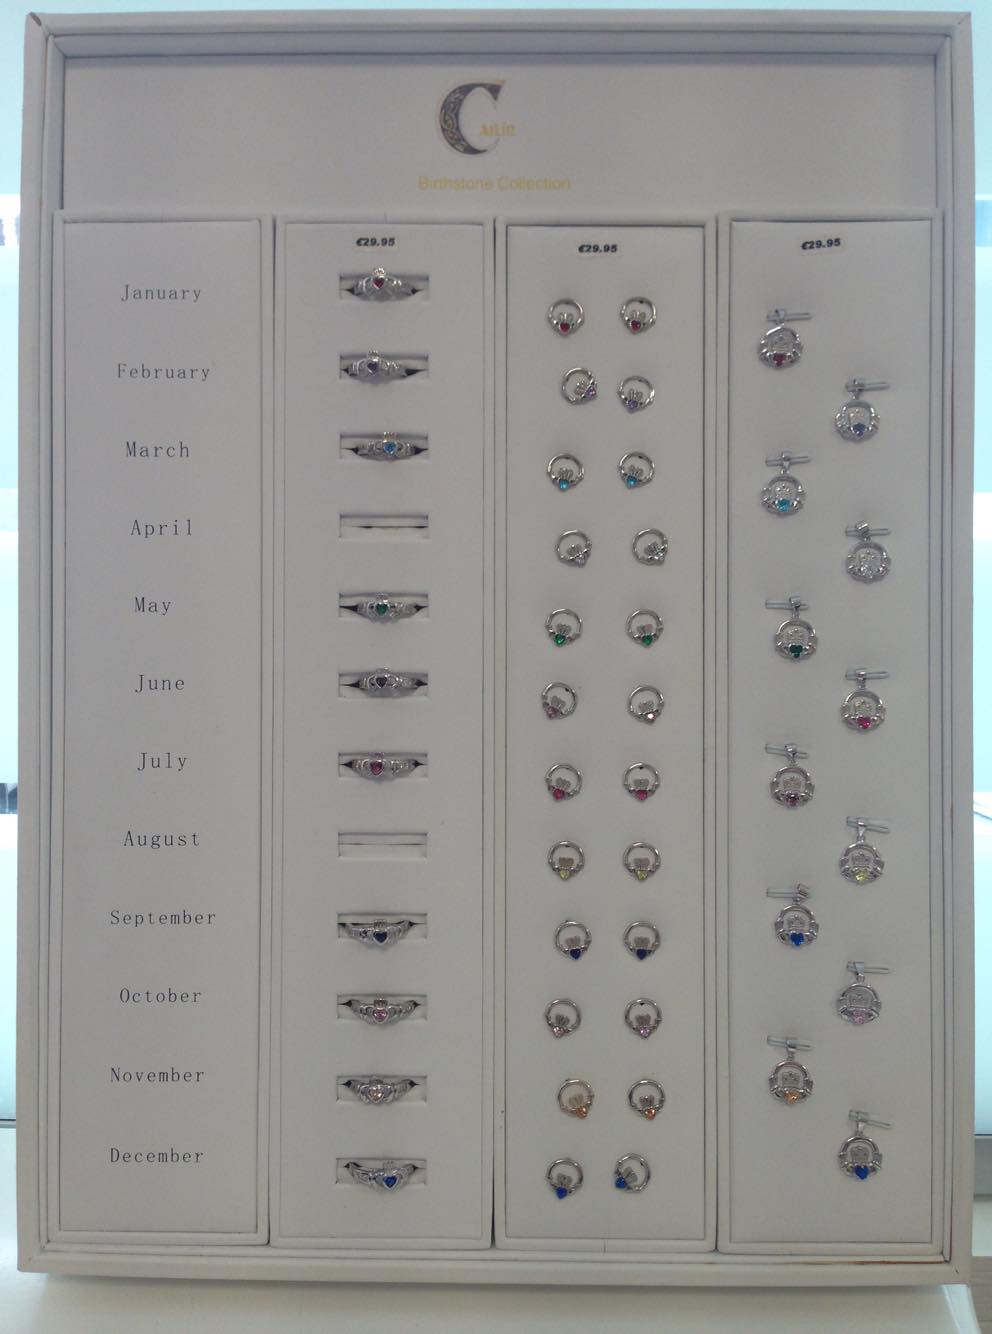 CAILÍN
Birthstone Collection
€29.95
€29.95
€29.95
January
February
March
April
May
June
July
August
September
October
November
December